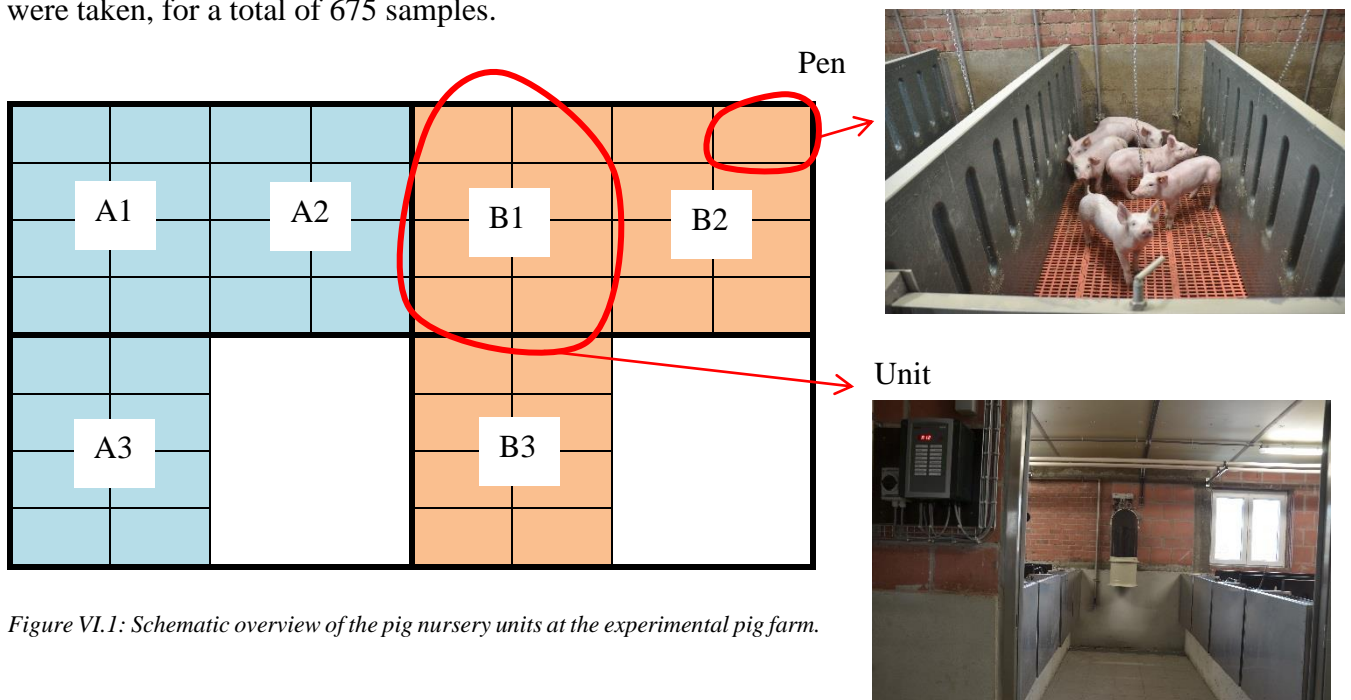 were taken, for a total of 675 samples.
Pen
A1
A2
B1
B2
Unit
A3
B3
Figure VI.1: Schematic overview of the pig nursery units at the experimental pig farm.